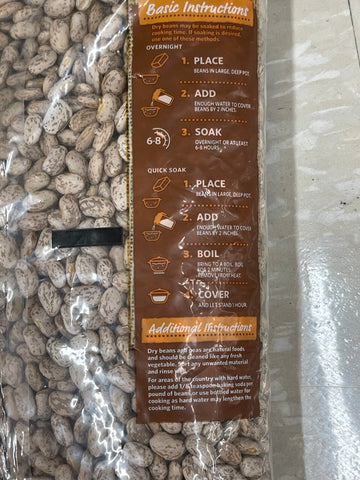 Basic Instructions
Dry beans may be soaked to reduce
cooking time. If soaking is desired,
use one of these methods.
OVERNIGHT
1. PLACE
BEANS IN LARGE, DEEP POT.
2. ADD
ENOUGH WATER TO COVER
BEANS BY 2 INCHES.
6-8
3. SOAK
OVERNIGHT OR AT LEAST
6-8 HOURS.
QUICK SOAK
1. PLACE
BEANS IN LARGE, DEEP POT.
2. ADD
ENOUGH WATER TO COVER
BEANS BY 2 INCHES.
3. BOIL
BRING TO A BOIL. BOIL
FOR 2 MINUTES.
REMOVE FROM HEAT.
4. COVER
AND LET STAND 1 HOUR.
Additional Instructions
Dry beans and peas are natural foods
and should be cleaned like any fresh
vegetable. Sort any unwanted material
and rinse
For areas of the country with hard water,
please add 1/8 teaspoon baking soda per
pound of beans or use bottled water for
cooking as hard water may lengthen the
cooking time.